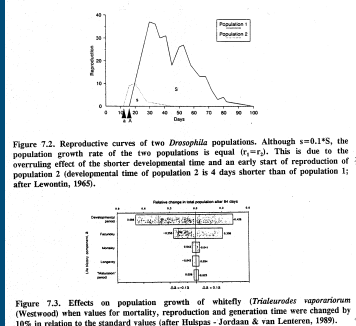 40
Population 1
Population 2
30
Reproduction
20
10
s
S
0
0 10 20 30 40 50 60 70 80 90 100
Days
Figure 7.2. Reproductive curves of two Drosophila populations. Although s=0.1*S, the
population growth rate of the two populations is equal (r₁=r₂). This is due to the
overruling effect of the shorter developmental time and an early start of reproduction of
population 2 (developmental time of population 2 is 4 days shorter than of population 1;
after Lewontin, 1965).
Relative change in total population after 84 days
Developmental
period
Fecundity
Mortality
Longevity
"Maturation"
period
Figure 7.3. Effects on population growth of whitefly (Trialeurodes vaporariorum
(Westwood) when values for mortality, reproduction and generation time were changed by
10% in relation to the standard values (after Hulspas - Jordaan & van Lenteren, 1989).